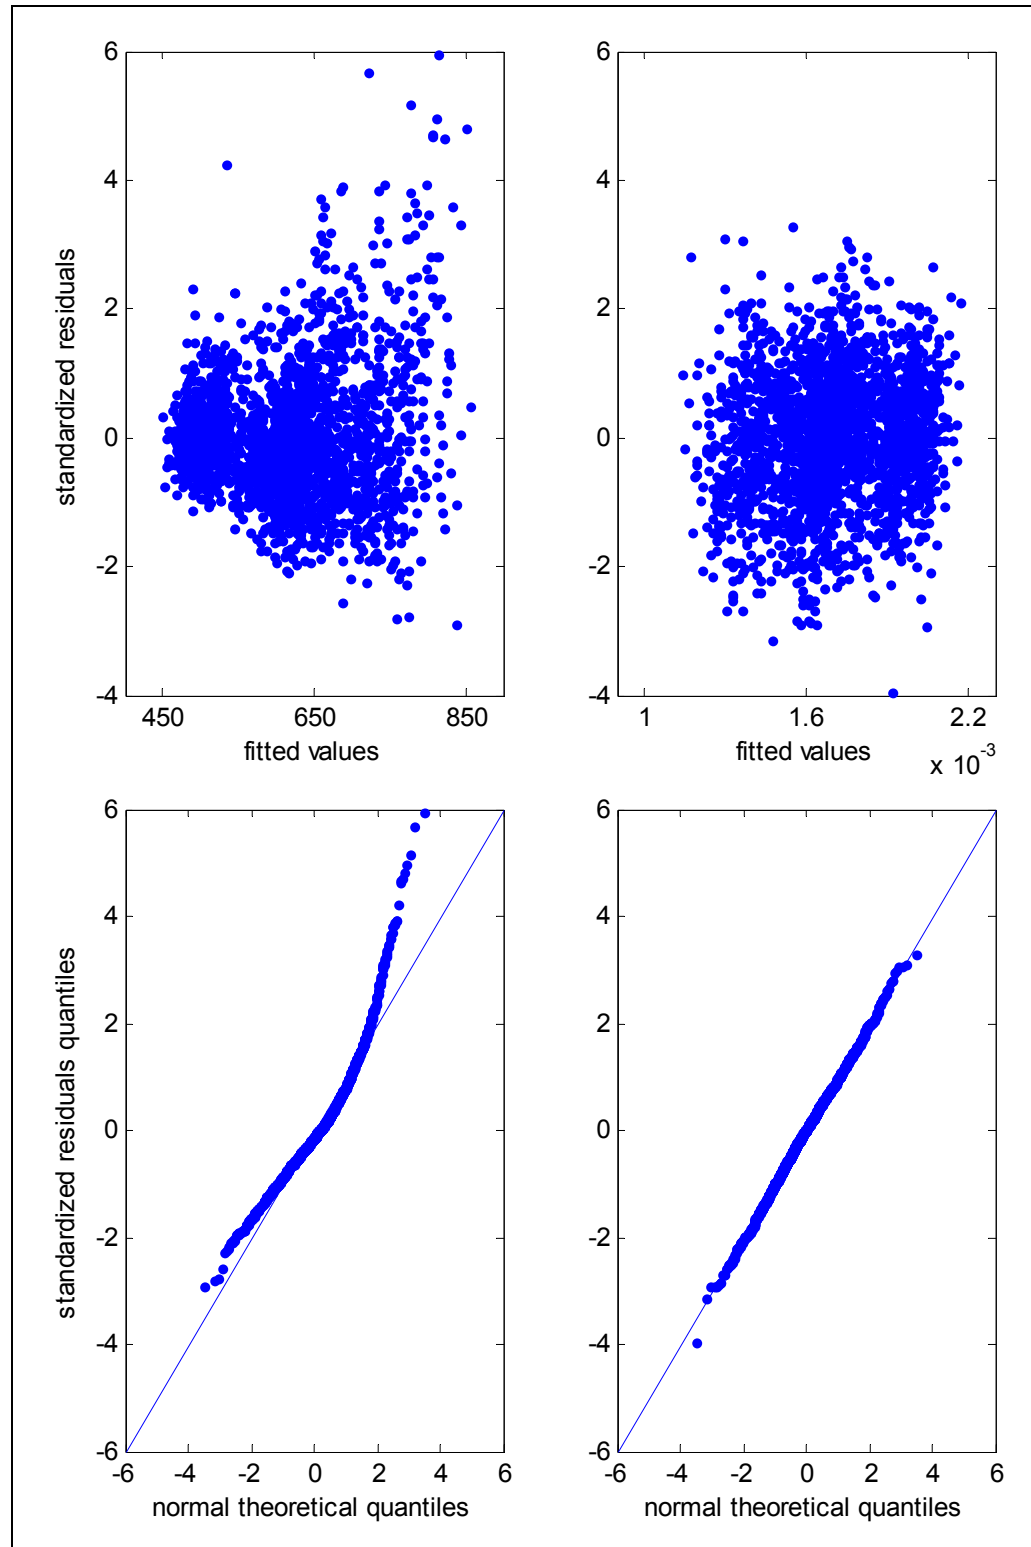 6
4
2
0
-2
-4
standardized residuals
450 650 850
fitted values
1 1.6 2.2
fitted values
x 10-3
6
4
2
0
-2
-4
-6
standardized residuals quantiles
-6 -4 -2 0 2 4 6
normal theoretical quantiles
6
4
2
0
-2
-4
-6
-6 -4 -2 0 2 4 6
normal theoretical quantiles
6
4
2
0
-2
-4